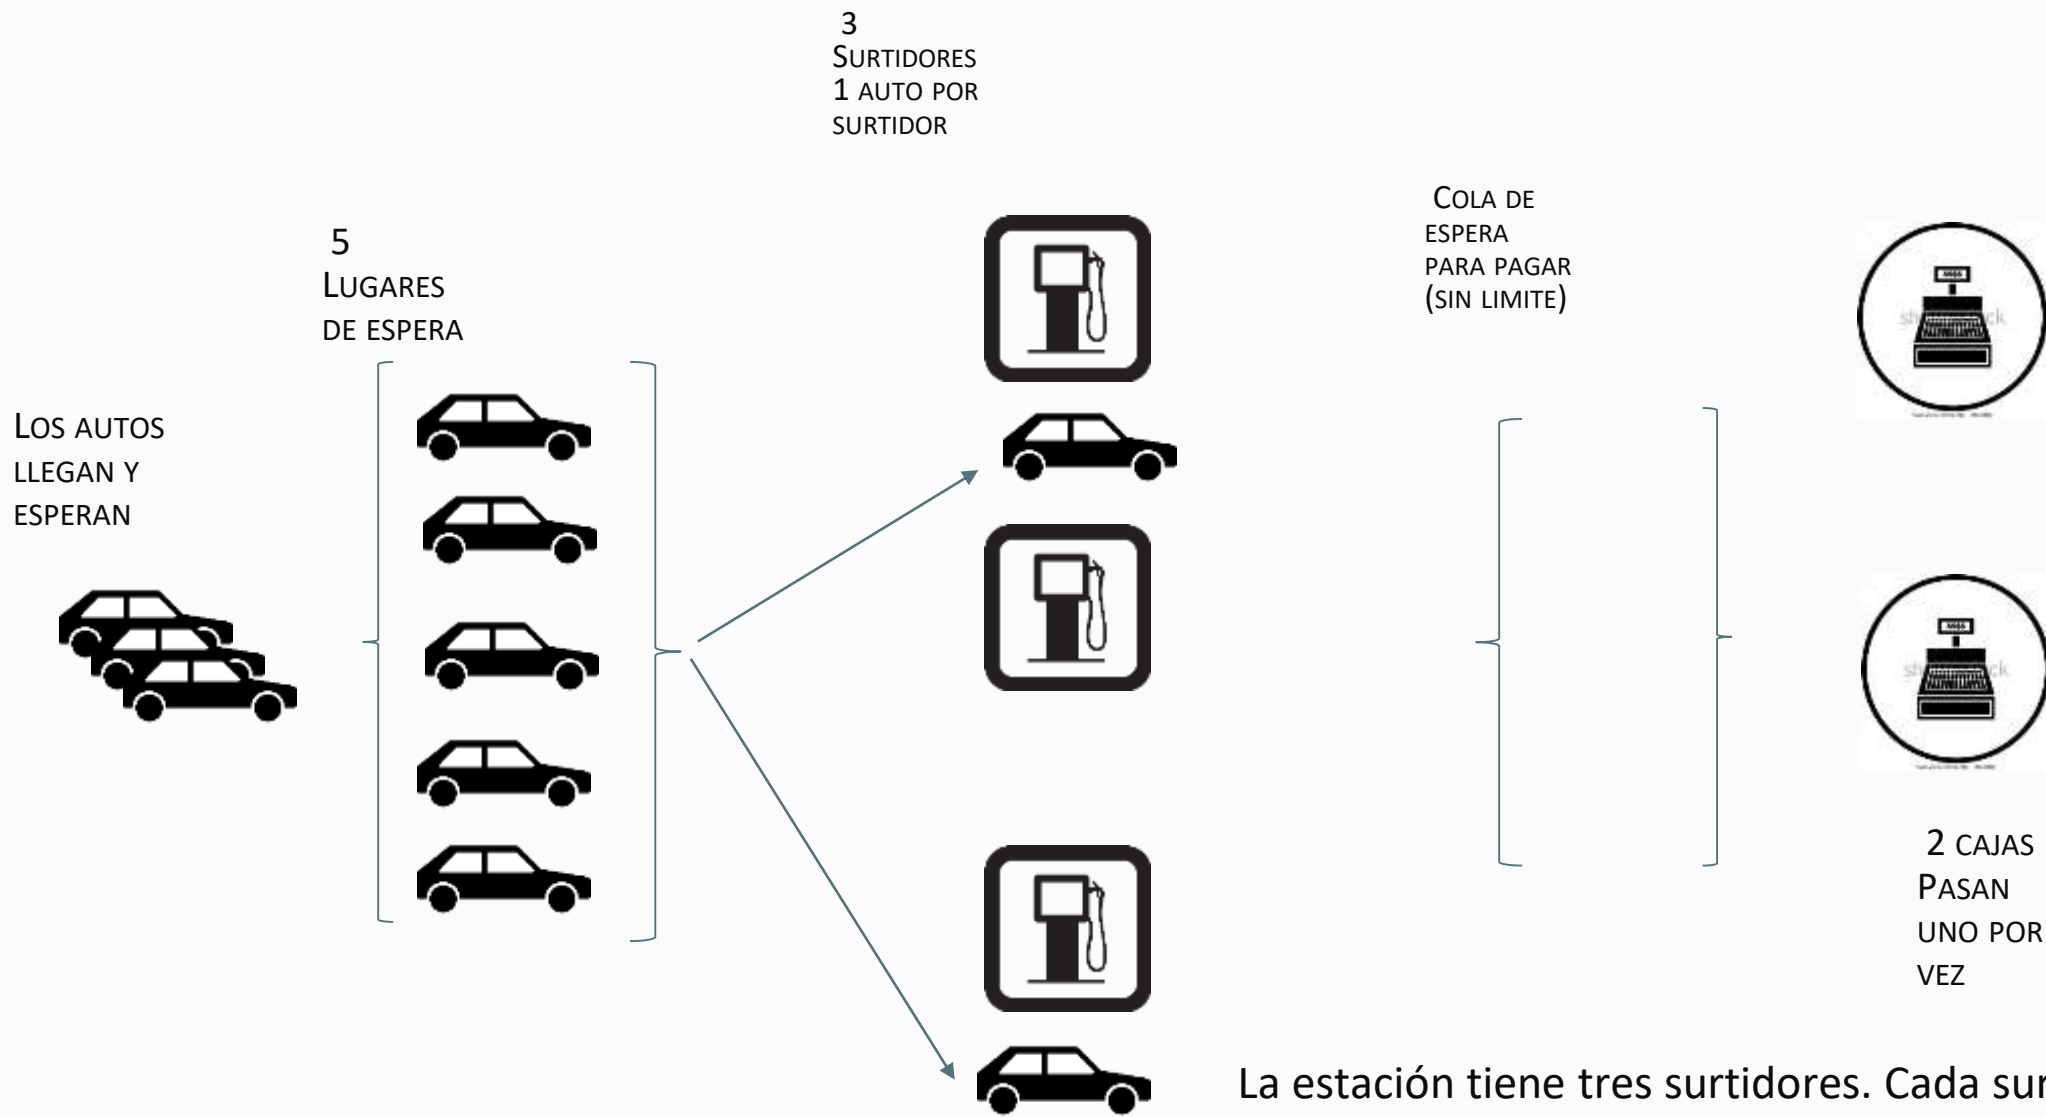 3
Surtidores
1 auto por
surtidor
Cola de
espera
para pagar
(sin limite)
5
Lugares
de espera
Los autos
llegan y
esperan
2 cajas
Pasan
uno por
vez
La estación tiene tres surtidores. Cada sur